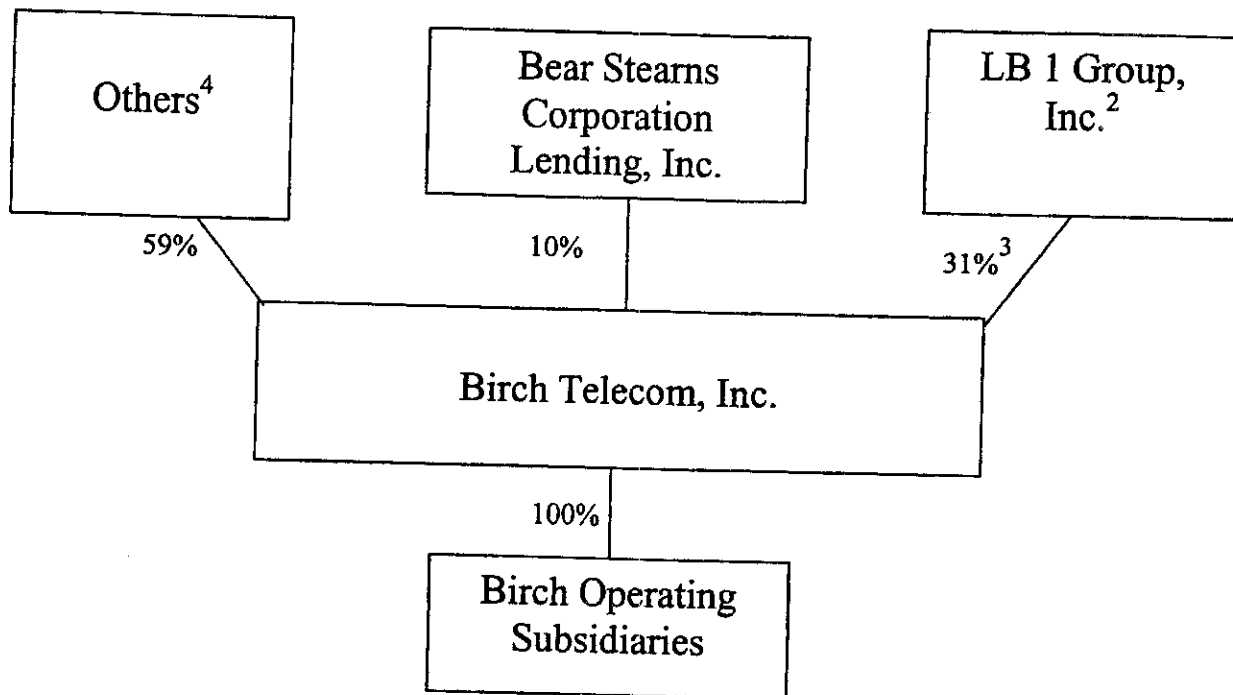 Others⁴
Bear Stearns
Corporation
Lending, Inc.
LB 1 Group,
Inc.²
59%
10%
31%³
Birch Telecom, Inc.
100%
Birch Operating
Subsidiaries